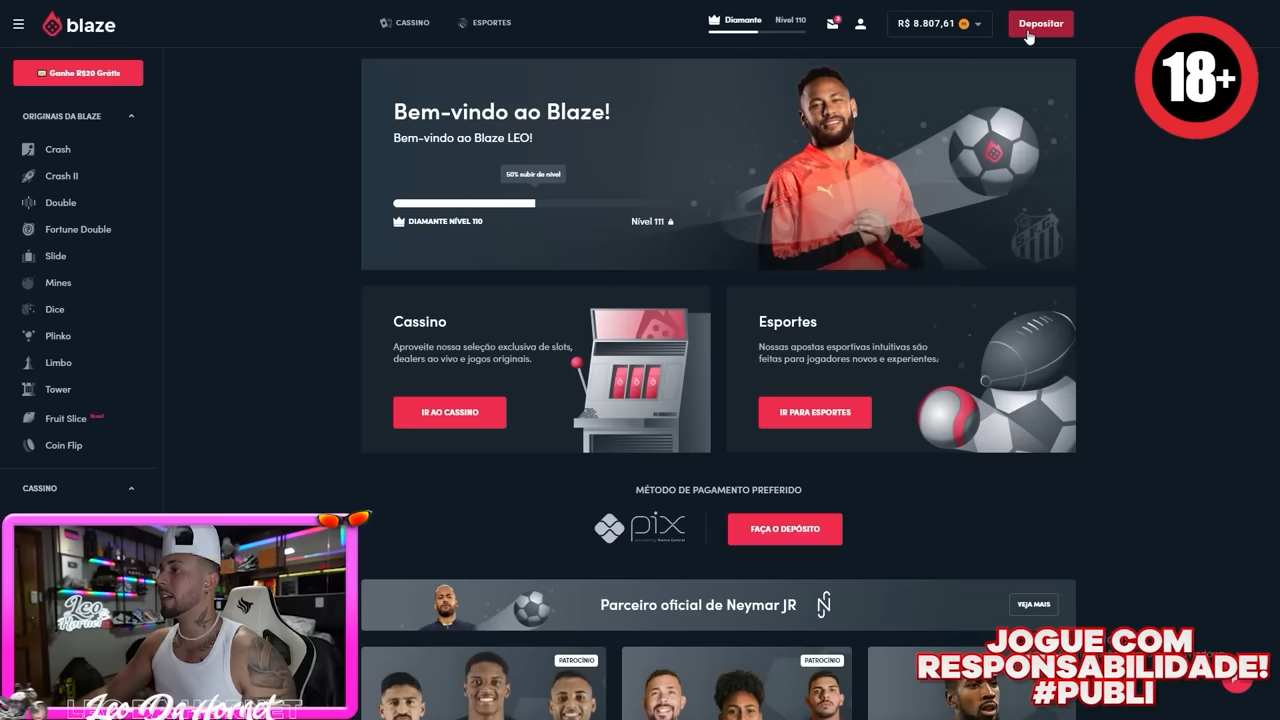 blaze
CASSINO
ESPORTES
Diamante
Nível 110
3
R$ 8.807,61
Depositar
18+
Ganhe R$20 Grátis
ORIGINAIS DA BLAZE
Crash
Crash II
Double
Fortune Double
Slide
Mines
Dice
Plinko
Limbo
Tower
Fruit Slice
Coin Flip
CASSINO
Bem-vindo ao Blaze!
Bem-vindo ao Blaze LEO!
50% subir de nível
DIAMANTE NÍVEL 110
Nível 111
Cassino
Aproveite nossa seleção exclusiva de slots,
dealers ao vivo e jogos originais.
IR AO CASSINO
Esportes
Nossas apostas esportivas intuitivas são
feitas para jogadores novos e experientes.
IR PARA ESPORTES
MÉTODO DE PAGAMENTO PREFERIDO
pix
FAÇA O DEPÓSITO
Parceiro oficial de Neymar JR
VEJA MAIS
PATROCÍNIO
PATROCÍNIO
JOGUE COM
RESPONSABILIDADE!
#PUBLI
Leo Da Hornet